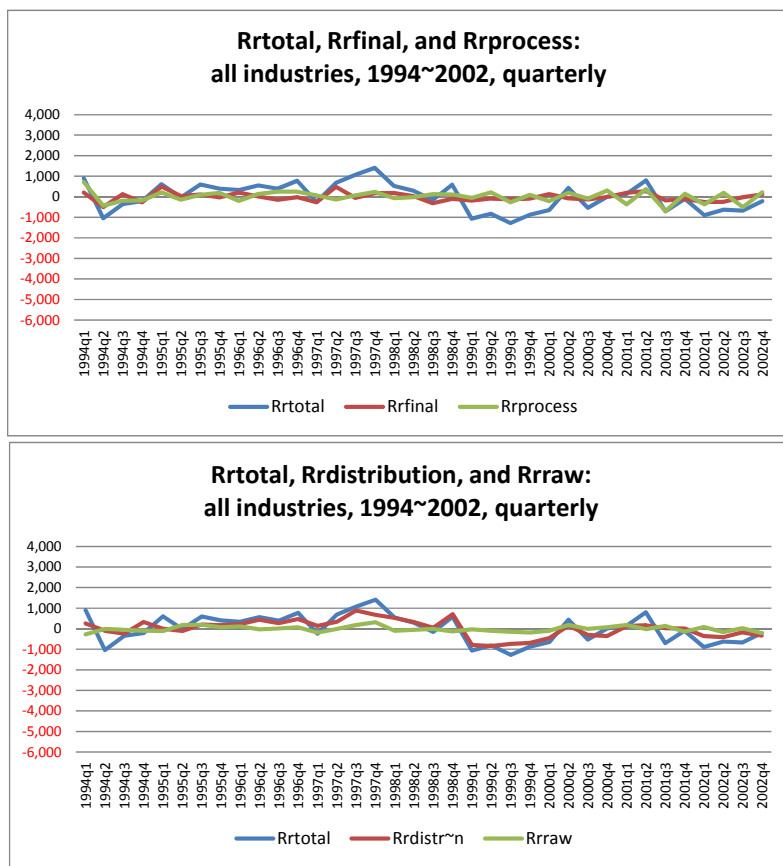 Rrtotal, Rrfinal, and Rrprocess:
all industries, 1994~2002, quarterly
4,000
3,000
2,000
1,000
0
-1,000
-2,000
-3,000
-4,000
-5,000
-6,000
1994q1
1994q2
1994q3
1994q4
1995q1
1995q2
1995q3
1995q4
1996q1
1996q2
1996q3
1996q4
1997q1
1997q2
1997q3
1997q4
1998q1
1998q2
1998q3
1998q4
1999q1
1999q2
1999q3
1999q4
2000q1
2000q2
2000q3
2000q4
2001q1
2001q2
2001q3
2001q4
2002q1
2002q2
2002q3
2002q4
Rrtotal Rrfinal Rrprocess
Rrtotal, Rrdistribution, and Rrraw:
all industries, 1994~2002, quarterly
4,000
3,000
2,000
1,000
0
-1,000
-2,000
-3,000
-4,000
-5,000
-6,000
1994q1
1994q2
1994q3
1994q4
1995q1
1995q2
1995q3
1995q4
1996q1
1996q2
1996q3
1996q4
1997q1
1997q2
1997q3
1997q4
1998q1
1998q2
1998q3
1998q4
1999q1
1999q2
1999q3
1999q4
2000q1
2000q2
2000q3
2000q4
2001q1
2001q2
2001q3
2001q4
2002q1
2002q2
2002q3
2002q4
Rrtotal Rrdistr~n Rrraw